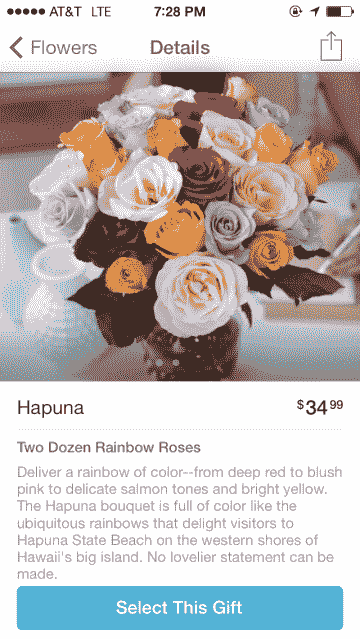 AT&T LTE 7:28 PM
Flowers Details
Hapuna $34.99
Two Dozen Rainbow Roses
Deliver a rainbow of color--from deep red to blush
pink to delicate salmon tones and bright yellow.
The Hapuna bouquet is full of color like the
ubiquitous rainbows that delight visitors to
Hapuna State Beach on the western shores of
Hawaii's big island. No lovelier statement can be
made.
Select This Gift